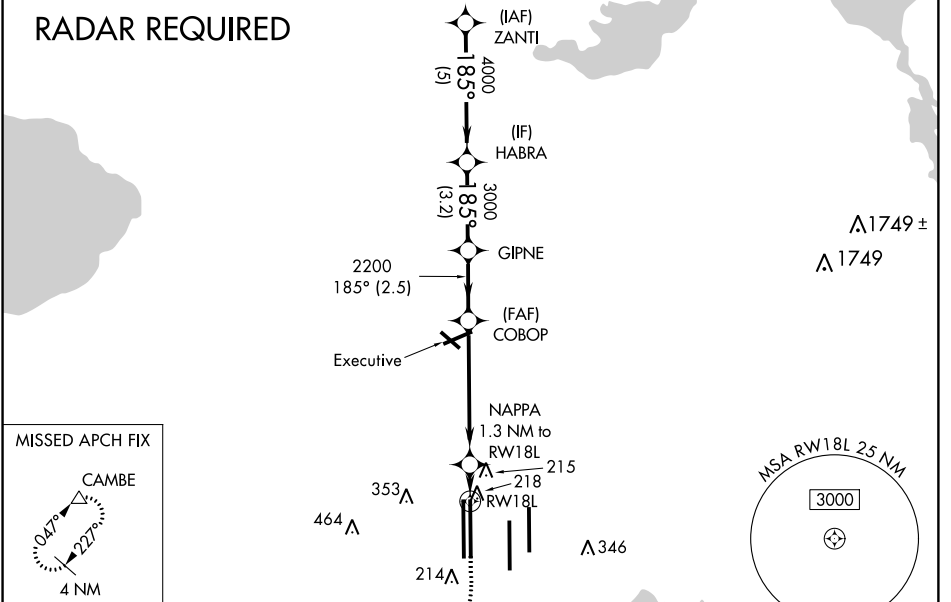 RADAR REQUIRED
(IAF)
ZANTI
4000
185°
(5)
(IF)
HABRA
3000
185°
(3.2)
GIPNE
2200
185° (2.5)
(FAF)
COBOP
Executive
1749 ±
1749
NAPPA
1.3 NM to
RW18L
215
218
RW18L
353
464
346
214
MISSED APCH FIX
CAMBE
047°
227°
4 NM
MSA RW18L 25 NM
3000